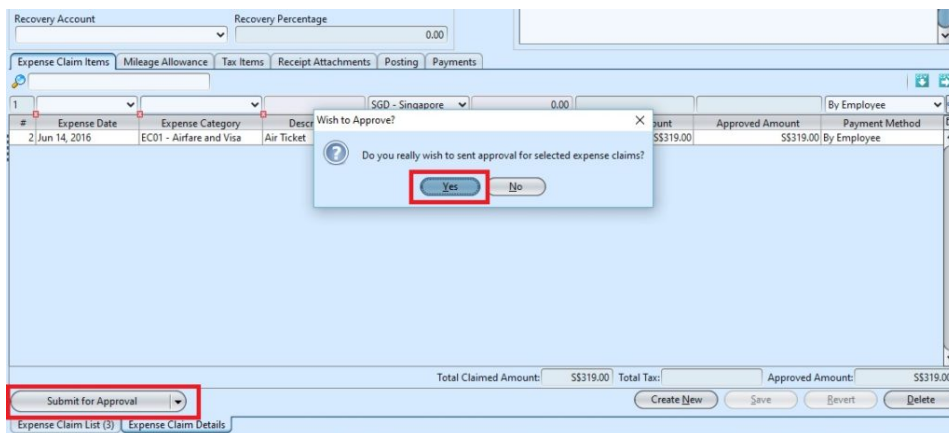 Recovery Account Recovery Percentage
0.00
Expense Claim Items Mileage Allowance Tax Items Receipt Attachments Posting Payments
1 SGD - Singapore 0.00 By Employee
# Expense Date Expense Category Approved Amount Payment Method
2 Jun 14, 2016 EC01 - Airfare and Visa Air Ticket S$319.00 S$319.00 By Employee
Wish to Approve?
Do you really wish to sent approval for selected expense claims?
Yes No
Total Claimed Amount: S$319.00 Total Tax: Approved Amount: S$319.00
Submit for Approval Create New Save Revert Delete
Expense Claim List (3) Expense Claim Details